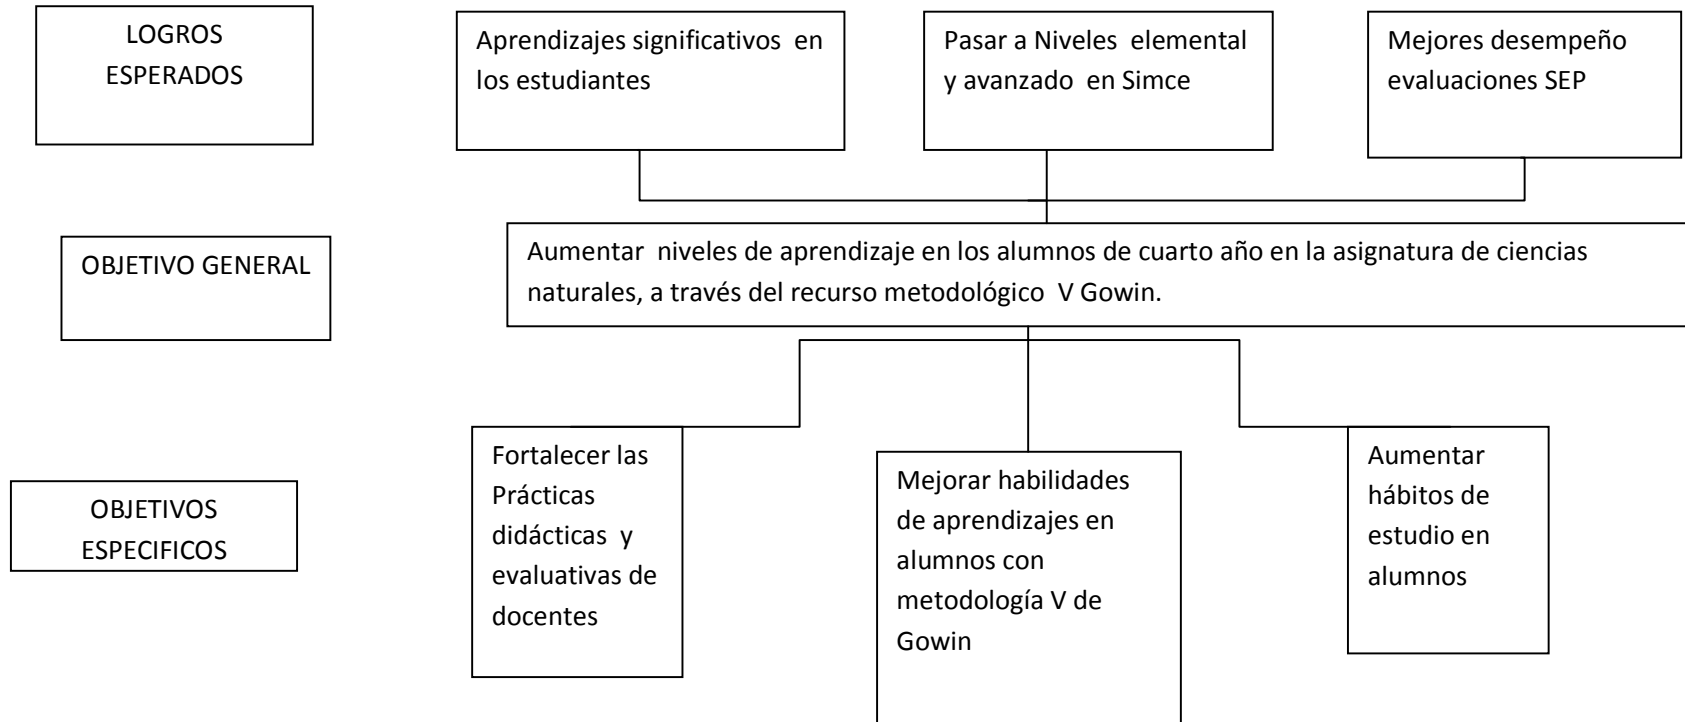 LOGROS
ESPERADOS
Aprendizajes significativos en
los estudiantes
Pasar a Niveles elemental
y avanzado en Simce
Mejores desempeño
evaluaciones SEP
OBJETIVO GENERAL
Aumentar niveles de aprendizaje en los alumnos de cuarto año en la asignatura de ciencias
naturales, a través del recurso metodológico V Gowin.
OBJETIVOS
ESPECIFICOS
Fortalecer las
Prácticas
didácticas y
evaluativas de
docentes
Mejorar habilidades
de aprendizajes en
alumnos con
metodología V de
Gowin
Aumentar
hábitos de
estudio en
alumnos